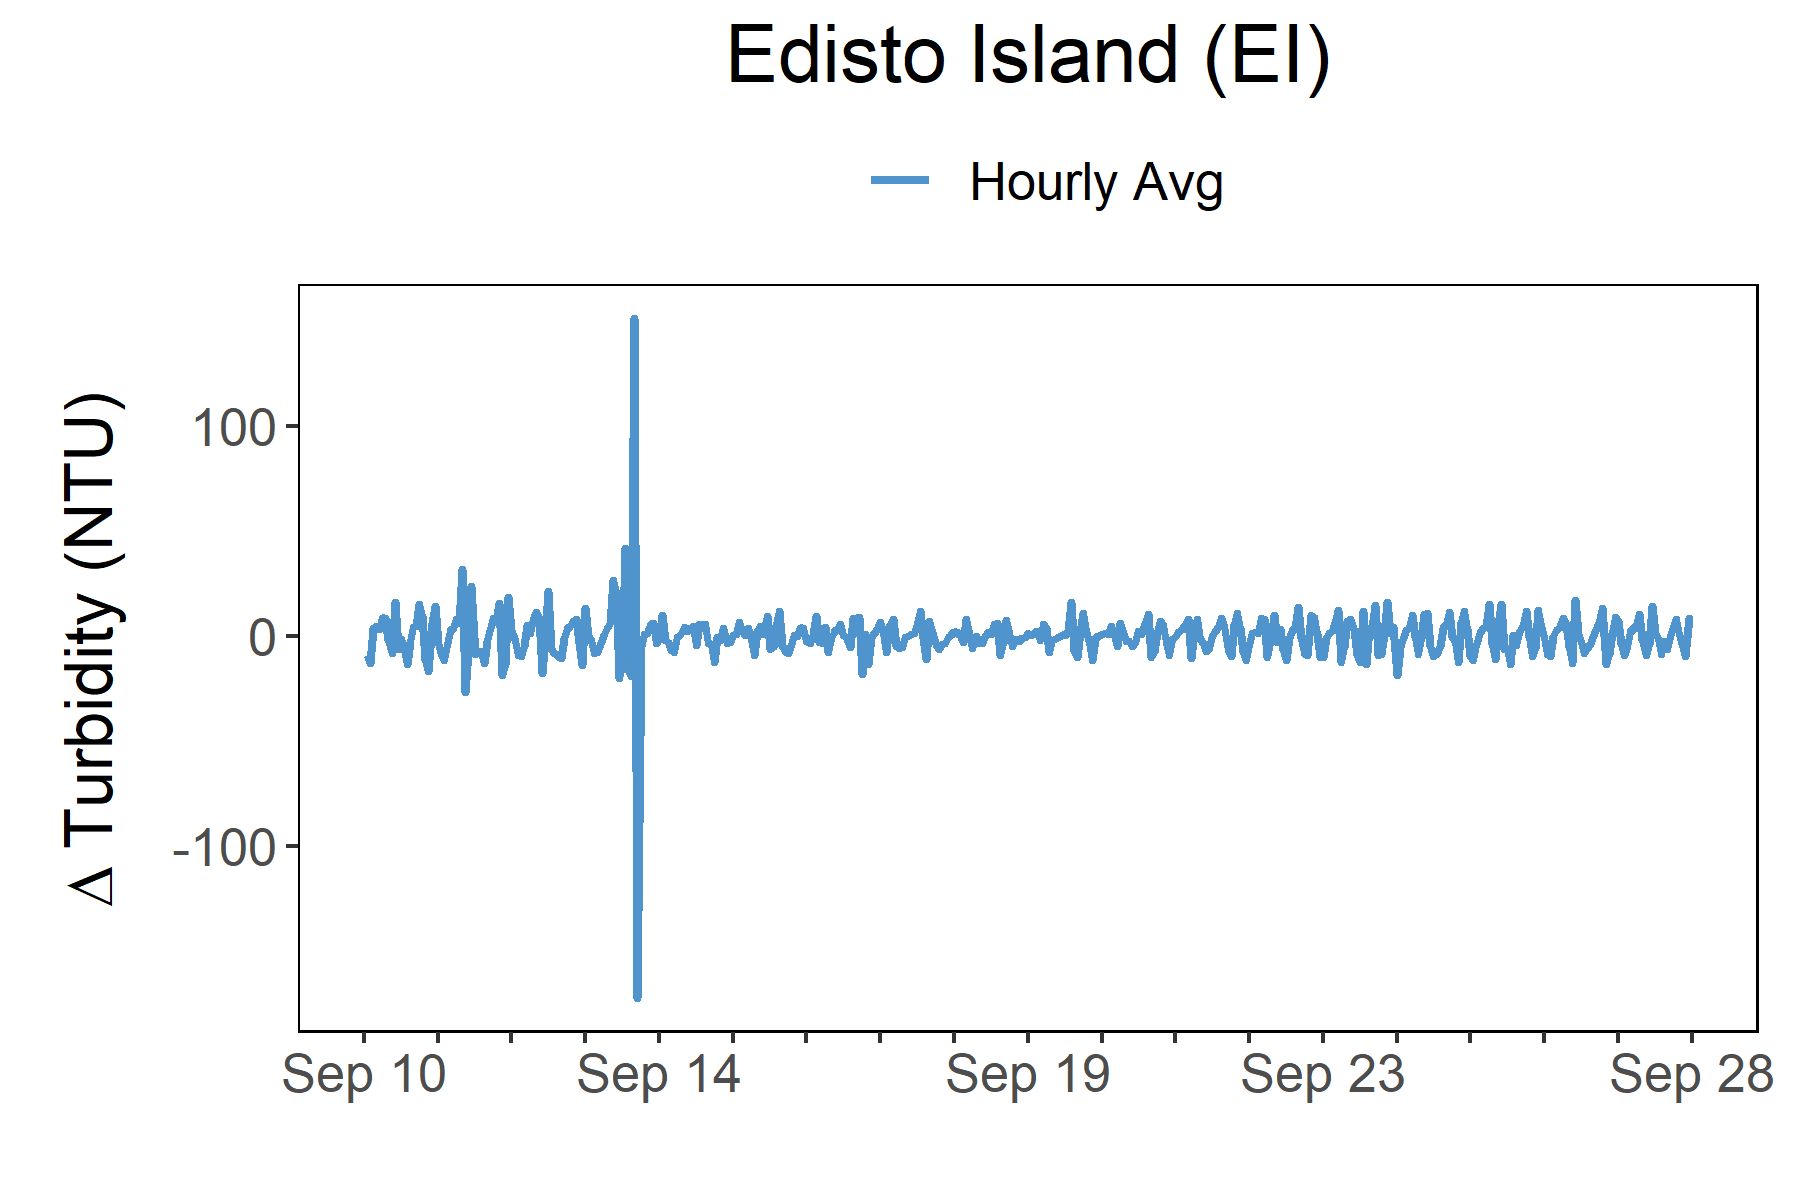 Edisto Island (EI)
Hourly Avg
Δ Turbidity (NTU)
100
0
-100
Sep 10 Sep 14 Sep 19 Sep 23 Sep 28